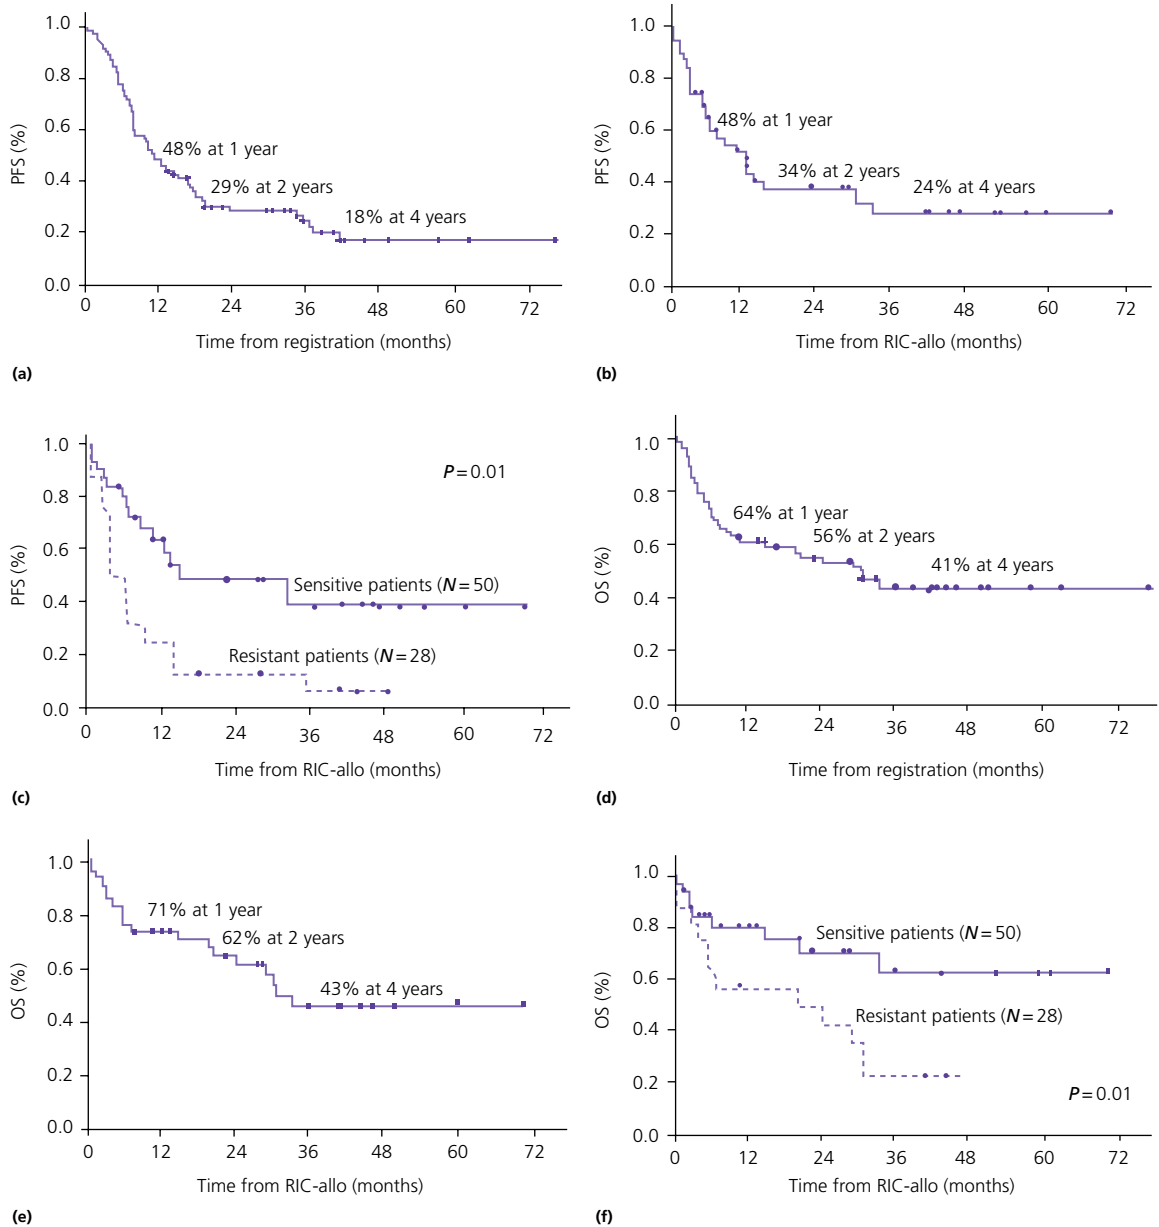 1.0
0.8
0.6
0.4
0.2
0.0
PFS (%)
48% at 1 year
29% at 2 years
18% at 4 years
0 12 24 36 48 60 72
Time from registration (months)
(a)
1.0
0.8
0.6
0.4
0.2
0.0
PFS (%)
48% at 1 year
34% at 2 years
24% at 4 years
0 12 24 36 48 60 72
Time from RIC-allo (months)
(b)
1.0
0.8
0.6
0.4
0.2
0.0
PFS (%)
P=0.01
Sensitive patients (N=50)
Resistant patients (N=28)
0 12 24 36 48 60 72
Time from RIC-allo (months)
(c)
1.0
0.8
0.6
0.4
0.2
0.0
OS (%)
64% at 1 year
56% at 2 years
41% at 4 years
0 12 24 36 48 60 72
Time from registration (months)
(d)
1.0
0.8
0.6
0.4
0.2
0.0
OS (%)
71% at 1 year
62% at 2 years
43% at 4 years
0 12 24 36 48 60 72
Time from RIC-allo (months)
(e)
1.0
0.8
0.6
0.4
0.2
0.0
OS (%)
Sensitive patients (N=50)
Resistant patients (N=28)
P=0.01
0 12 24 36 48 60 72
Time from RIC-allo (months)
(f)